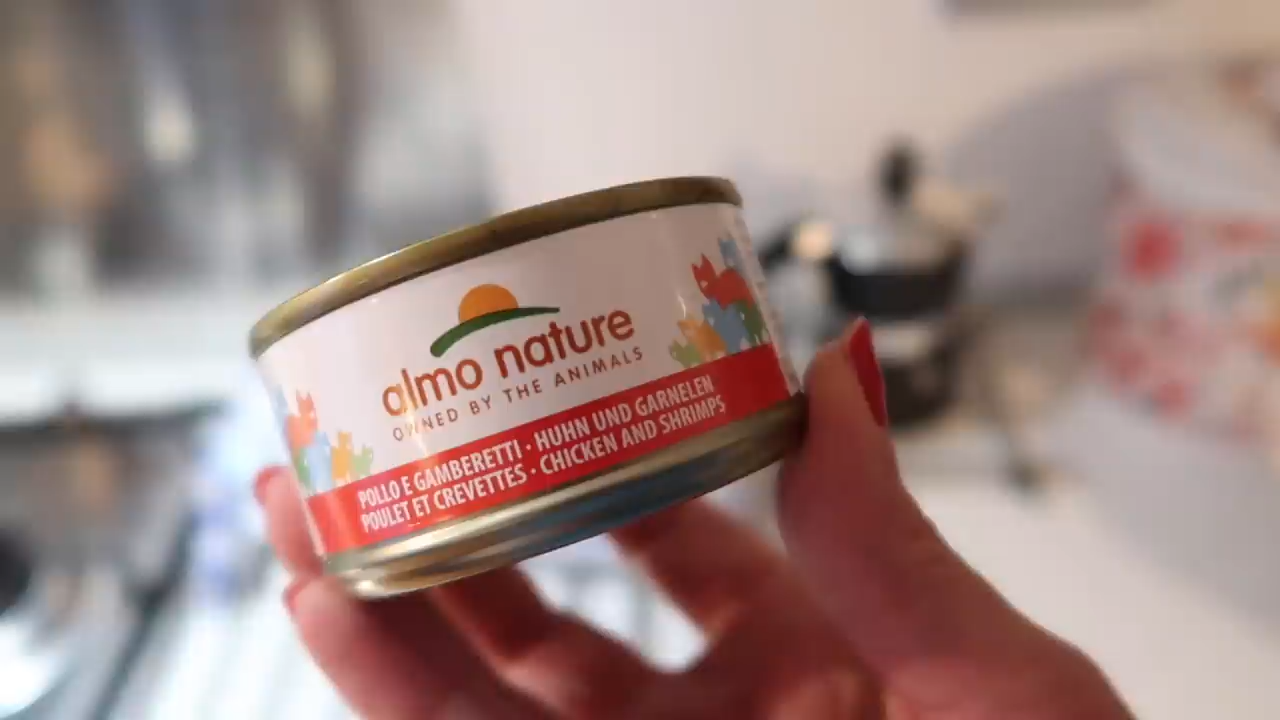 almo nature
OWNED BY THE ANIMALS
POLLO E GAMBERETTI · HUHN UND GARNELEN
POULET ET CREVETTES · CHICKEN AND SHRIMPS